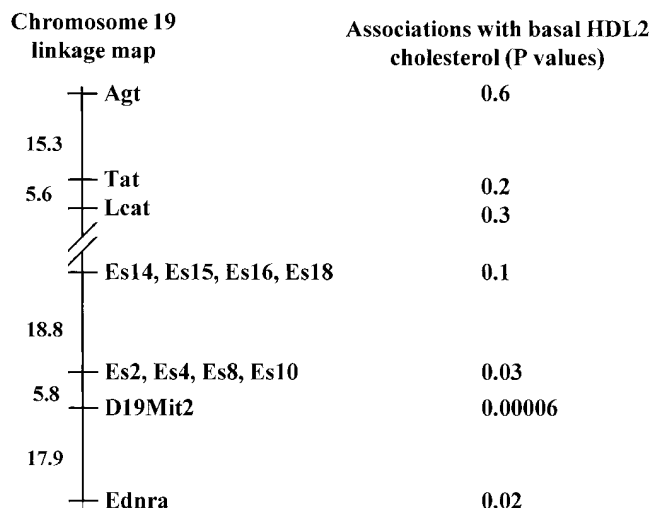 Chromosome 19
linkage map
Associations with basal HDL2
cholesterol (P values)
Agt 0.6
15.3
Tat 0.2
5.6
Lcat 0.3
Es14, Es15, Es16, Es18 0.1
18.8
Es2, Es4, Es8, Es10 0.03
5.8
D19Mit2 0.00006
17.9
Ednra 0.02